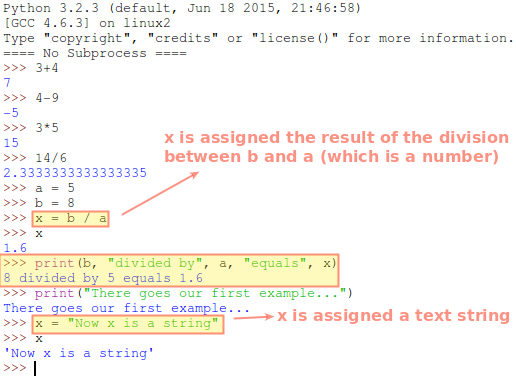 Python 3.2.3 (default, Jun 18 2015, 21:46:58)
[GCC 4.6.3] on linux2
Type "copyright", "credits" or "license()" for more information.
==== No Subprocess ====
>>> 3+4
7
>>> 4-9
-5
>>> 3*5
15
>>> 14/6
2.3333333333333335
>>> a = 5
>>> b = 8
>>> x = b / a
>>> x
1.6
>>> print(b, "divided by", a, "equals", x)
8 divided by 5 equals 1.6
>>> print("There goes our first example...")
There goes our first example...
>>> x = "Now x is a string"
>>> x
'Now x is a string'
>>>
x is assigned the result of the division
between b and a (which is a number)
x is assigned a text string